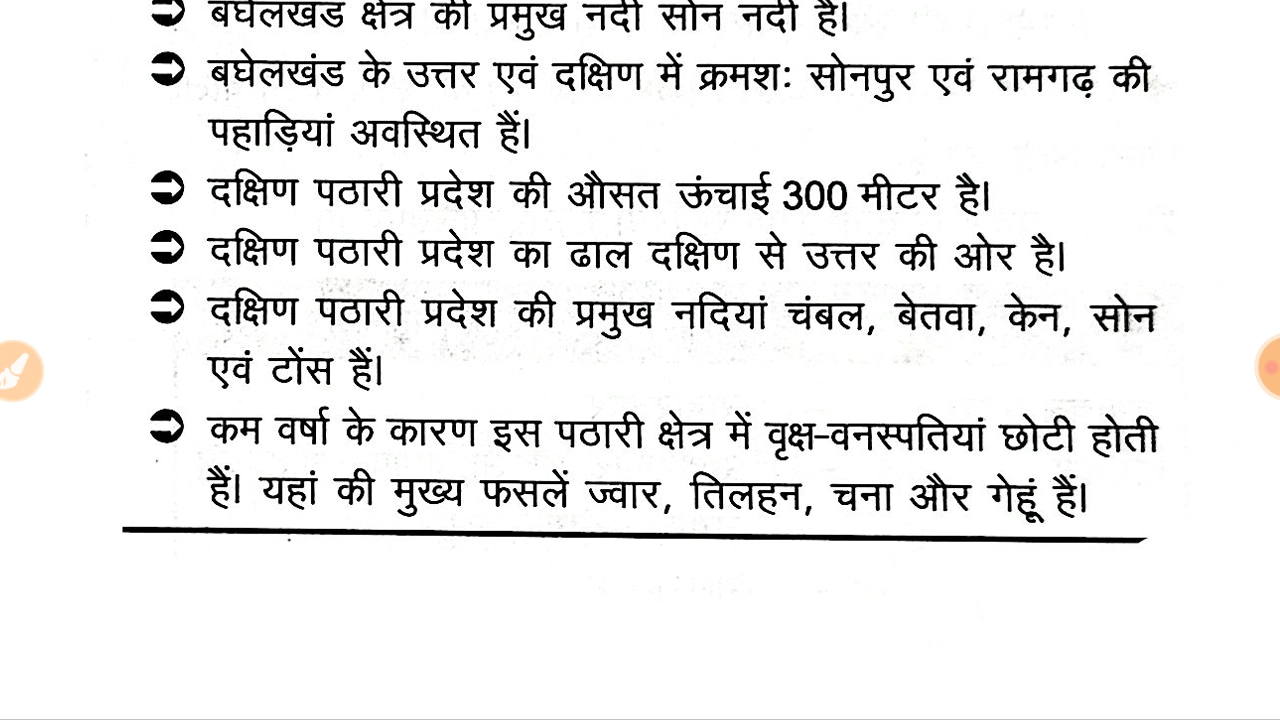 ➲ बघेलखंड क्षेत्र की प्रमुख नदी सोन नदी है।
➲ बघेलखंड के उत्तर एवं दक्षिण में क्रमशः सोनपुर एवं रामगढ़ की
पहाड़ियां अवस्थित हैं।
➲ दक्षिण पठारी प्रदेश की औसत ऊंचाई 300 मीटर है।
➲ दक्षिण पठारी प्रदेश का ढाल दक्षिण से उत्तर की ओर है।
➲ दक्षिण पठारी प्रदेश की प्रमुख नदियां चंबल, बेतवा, केन, सोन
एवं टोंस हैं।
➲ कम वर्षा के कारण इस पठारी क्षेत्र में वृक्ष-वनस्पतियां छोटी होती
हैं। यहां की मुख्य फसलें ज्वार, तिलहन, चना और गेहूं हैं।